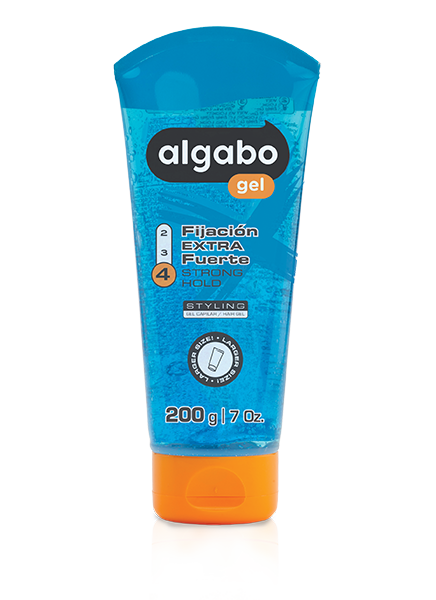 algabo
gel
2
3
4
Fijación
EXTRA
Fuerte
STRONG
HOLD
STYLING
GEL CAPILAR / HAIR GEL
LARGER SIZE! • LARGER SIZE! •
200 g | 7 Oz.